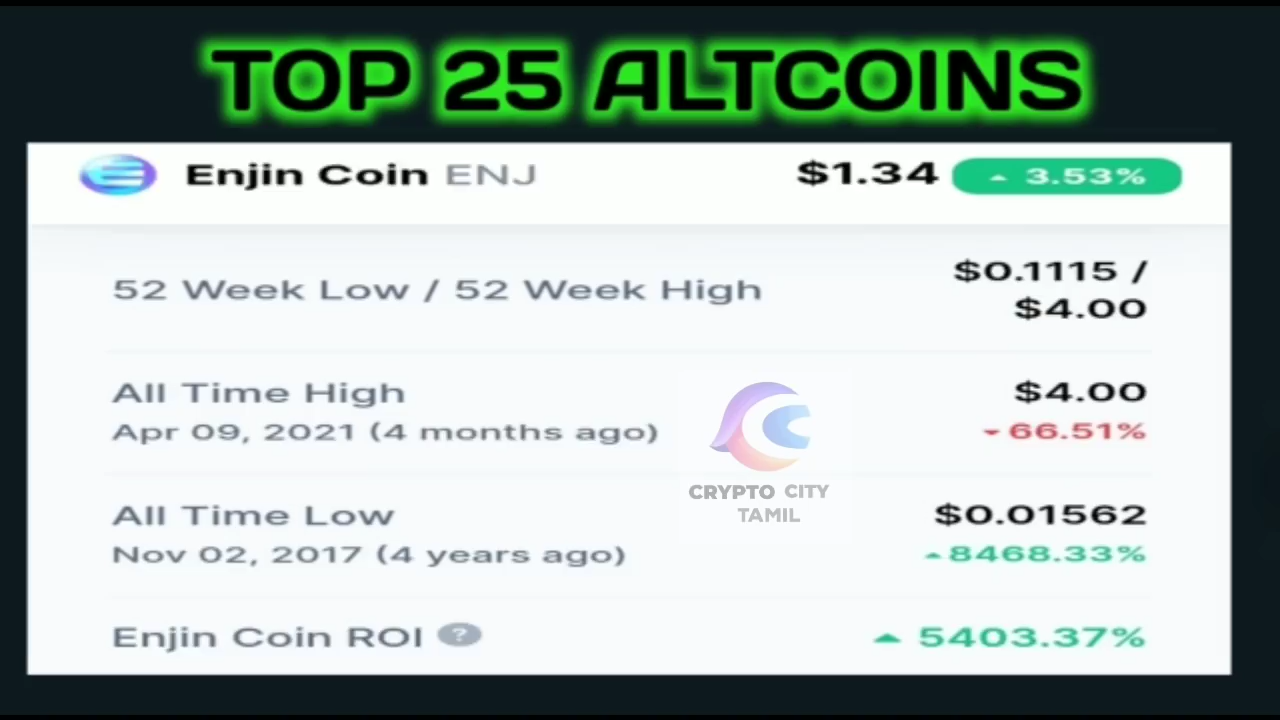 TOP 25 ALTCOINS
Enjin Coin ENJ $1.34 3.53%
52 Week Low / 52 Week High $0.1115 /
$4.00
All Time High $4.00
Apr 09, 2021 (4 months ago) 66.51%
CRYPTO CITY
TAMIL
All Time Low $0.01562
Nov 02, 2017 (4 years ago) 8468.33%
Enjin Coin ROI ? 5403.37%